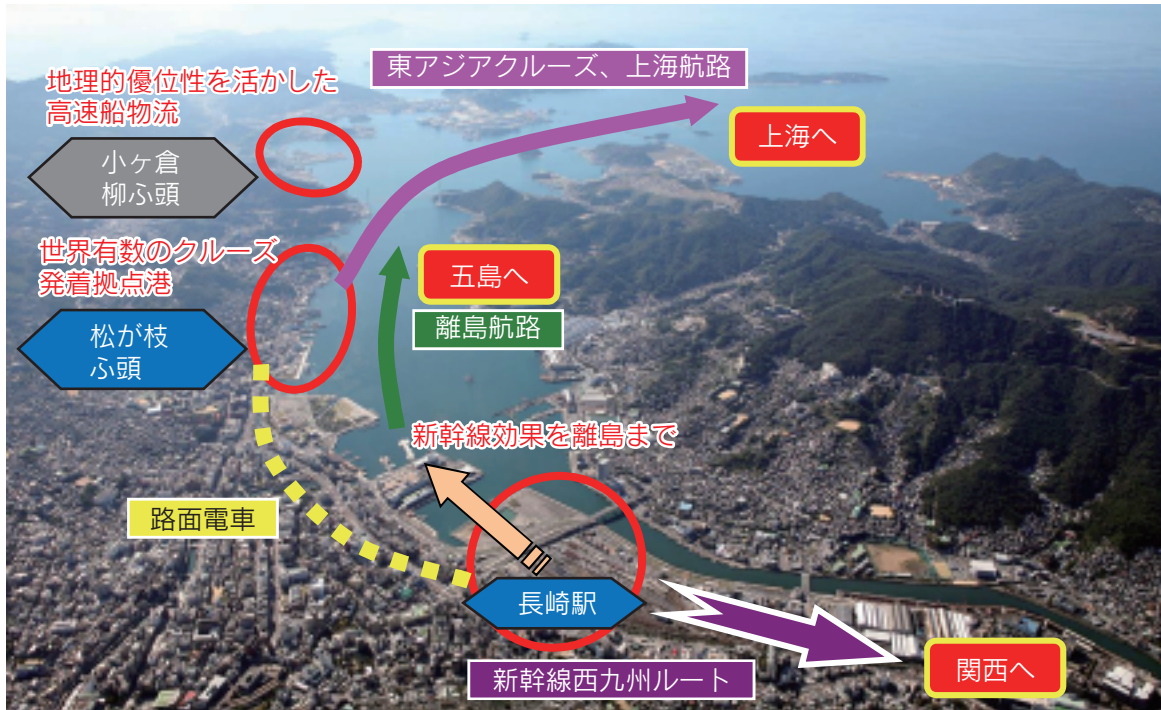 東アジアクルーズ、上海航路
地理的優位性を活かした
高速船物流
上海へ
小ヶ倉
柳ふ頭
世界有数のクルーズ
発着拠点港
五島へ
離島航路
松が枝
ふ頭
新幹線効果を離島まで
路面電車
長崎駅
新幹線西九州ルート
関西へ